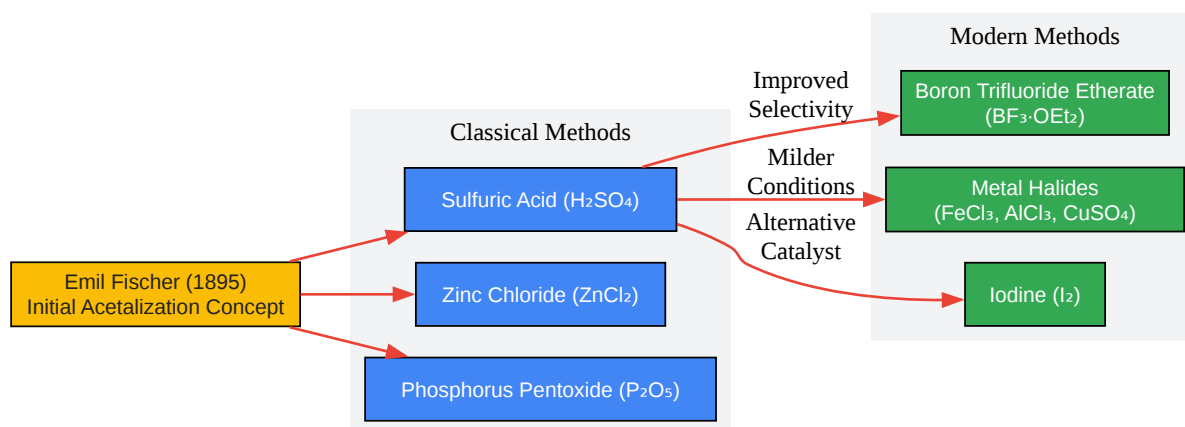 Emil Fischer (1895)
Initial Acetalization Concept
Classical Methods
Sulfuric Acid (H₂SO₄)
Zinc Chloride (ZnCl₂)
Phosphorus Pentoxide (P₂O₅)
Improved
Selectivity
Milder
Conditions
Alternative
Catalyst
Modern Methods
Boron Trifluoride Etherate
(BF₃·OEt₂)
Metal Halides
(FeCl₃, AlCl₃, CuSO₄)
Iodine (I₂)